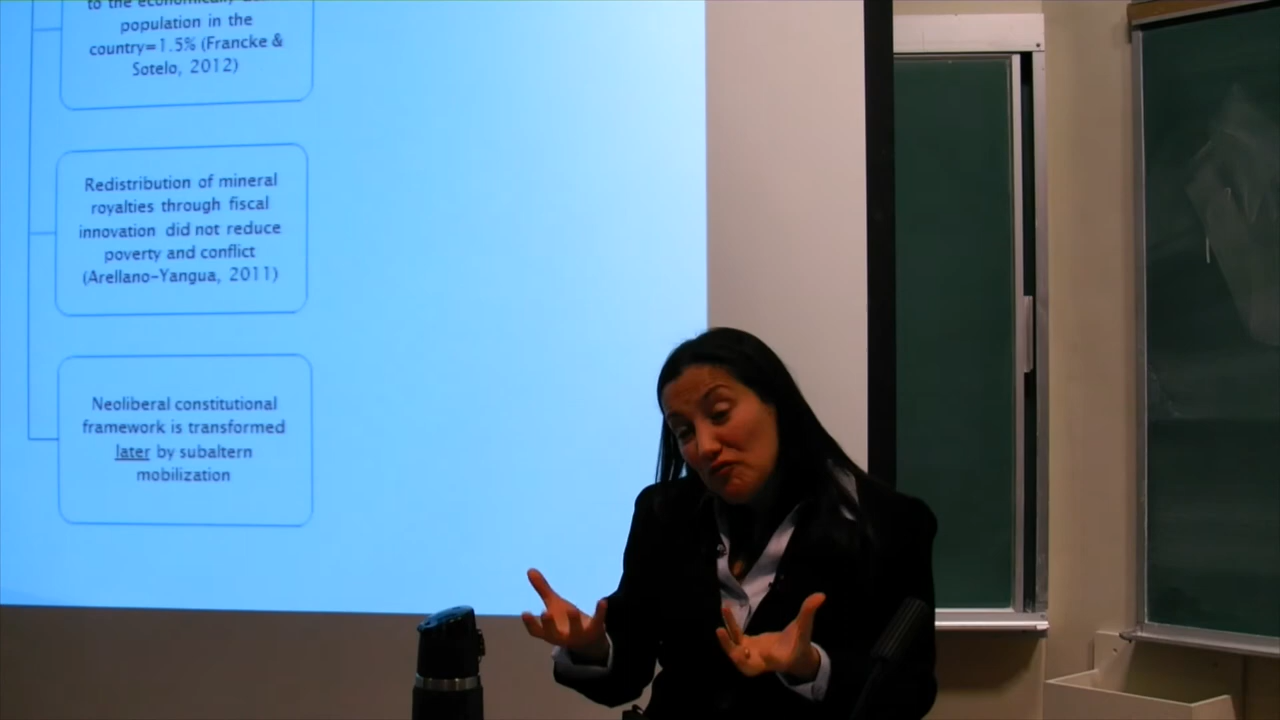 to the economically
population in the
country=1.5% (Francke &
Sotelo, 2012)
Redistribution of mineral
royalties through fiscal
innovation did not reduce
poverty and conflict
(Arellano-Yangua, 2011)
Neoliberal constitutional
framework is transformed
later by subaltern
mobilization